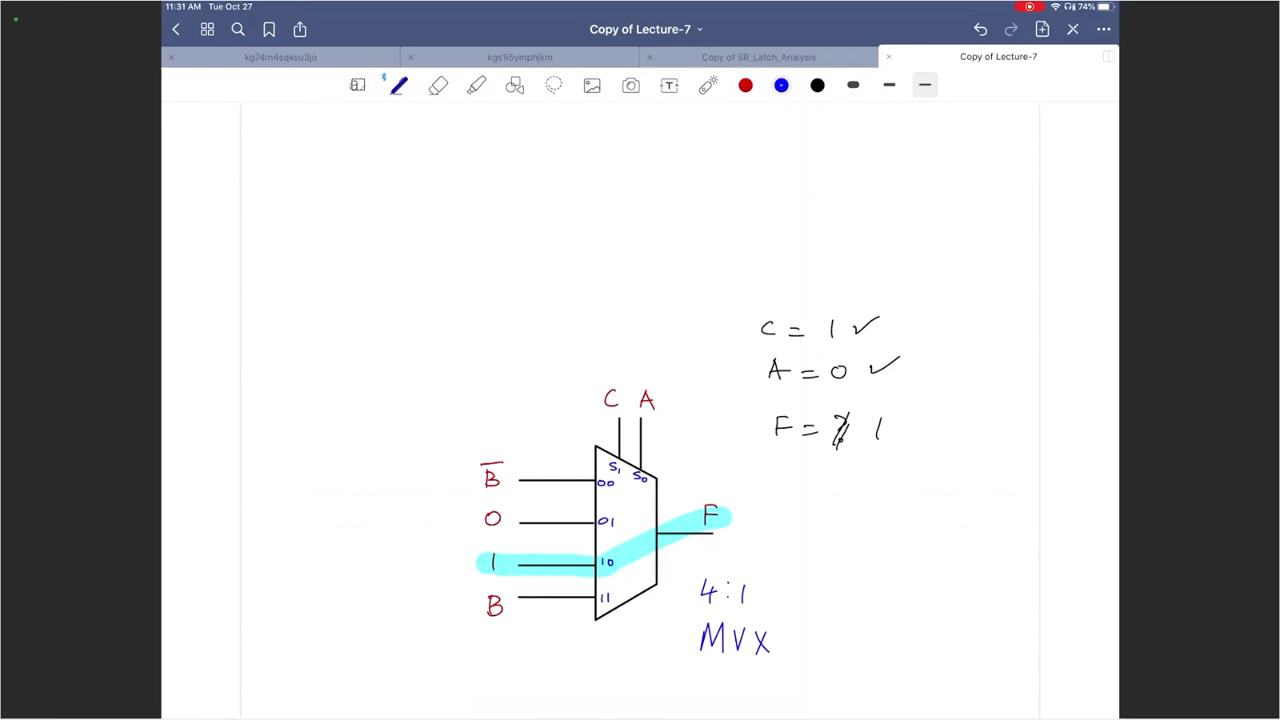 11:31 AM Tue Oct 27
74%
Copy of Lecture-7
kg74m4sqksu3jo
kgs1i5ymphjkm
Copy of SR_Latch_Analysis
Copy of Lecture-7
C = 1 ✓
A = 0 ✓
F = 1
C A
S1
S0
B̅ 00
0 01
1 10
B 11
F
4:1
MUX